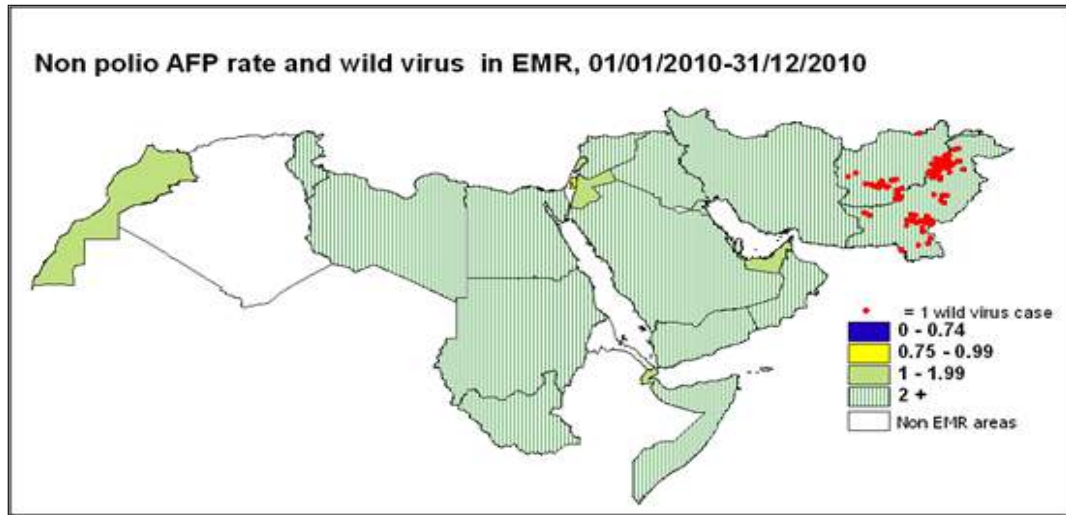 Non polio AFP rate and wild virus in EMR, 01/01/2010-31/12/2010
= 1 wild virus case
0 - 0.74
0.75 - 0.99
1 - 1.99
2 +
Non EMR areas